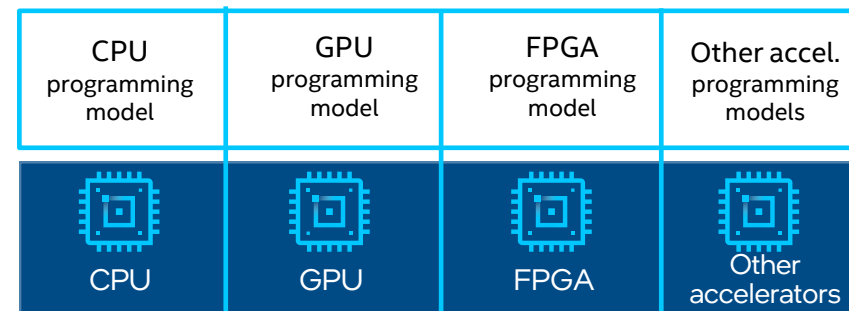 CPU
programming
model
GPU
programming
model
FPGA
programming
model
Other accel.
programming
models
CPU
GPU
FPGA
Other
accelerators